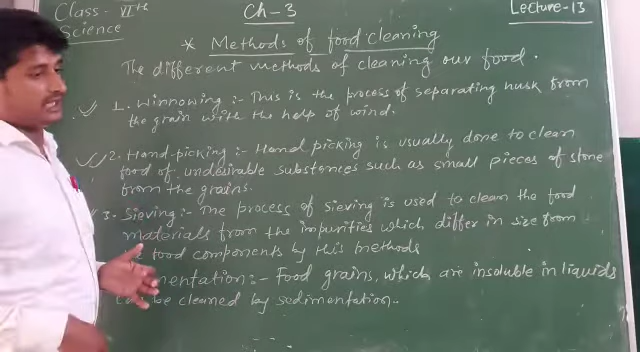 Class- VIth
Science
Ch-3
Lecture-13
* Methods of food cleaning
The different methods of cleaning our food.
1. Winnowing :- This is the process of separating husk from
the grain with the help of wind.
2. Hand-picking :- Hand picking is usually done to clean
food of undesirable substances such as small pieces of stone
from the grains.
3. Sieving :- The process of sieving is used to clean the food
materials from the impurities which differ in size from
food components by this methods
mentation :- Food grains, which are insoluble in liquids
can be cleaned by sedimentation..